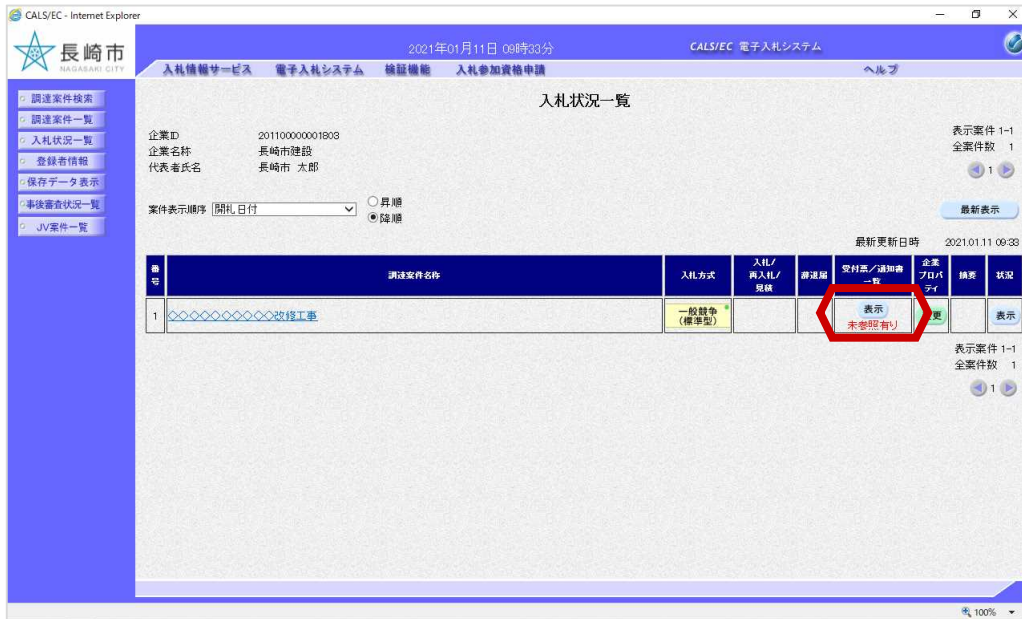 CALS/EC - Internet Explorer
長崎市
NAGASAKI CITY
2021年01月11日 09時33分
CALS/EC 電子入札システム
入札情報サービス 電子入札システム 検証機能 入札参加資格申請 ヘルプ
調達案件検索
調達案件一覧
入札状況一覧
登録者情報
保存データ表示
事後審査状況一覧
JV案件一覧
入札状況一覧
企業ID 201100000001803
企業名称 長崎市建設
代表者氏名 長崎市 太郎
表示案件 1-1
全案件数 1
1
案件表示順序 開札日付
昇順
降順
最新表示
最新更新日時 2021.01.11 09:33
番号 調達案件名称 入札方式 入札/再入札/見積 辞退届 受付票/通知書一覧 企業プロパティ 摘要 状況
1 ◇◇◇◇◇◇◇◇◇◇改修工事 一般競争(標準型) 表示 未参照有り 更 表示
表示案件 1-1
全案件数 1
1
100%